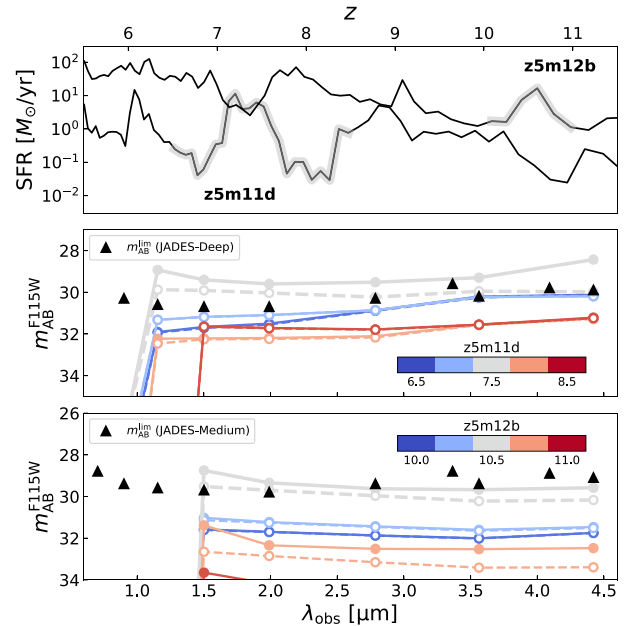 z
6 7 8 9 10 11
SFR [M⊙/yr]
10² 10¹ 10⁰ 10⁻¹ 10⁻²
z5m12b
z5m11d
m_AB^F115W
28 30 32 34
m_AB^lim (JADES-Deep)
z5m11d
6.5 7.5 8.5
m_AB^F115W
26 28 30 32 34
m_AB^lim (JADES-Medium)
z5m12b
10.0 10.5 11.0
1.0 1.5 2.0 2.5 3.0 3.5 4.0 4.5
λ_obs [μm]